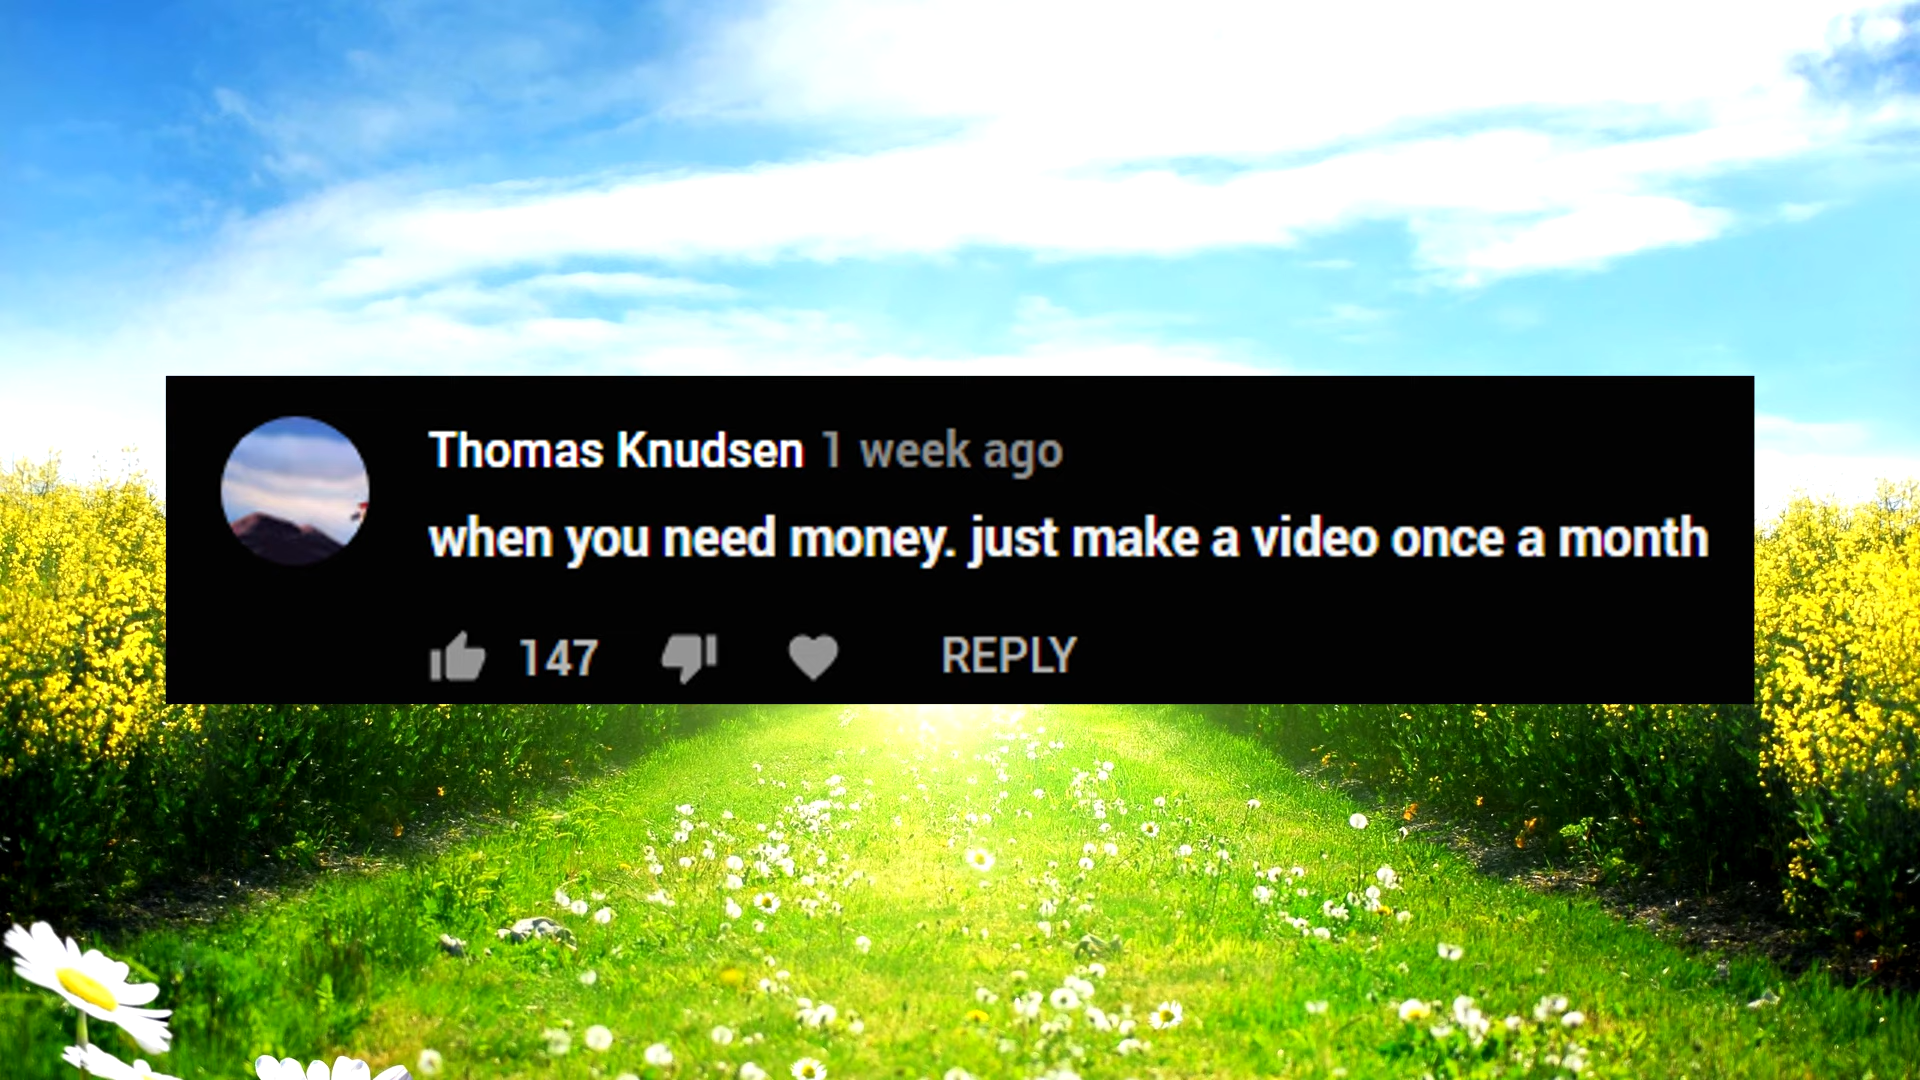 Thomas Knudsen 1 week ago
when you need money. just make a video once a month
147 REPLY